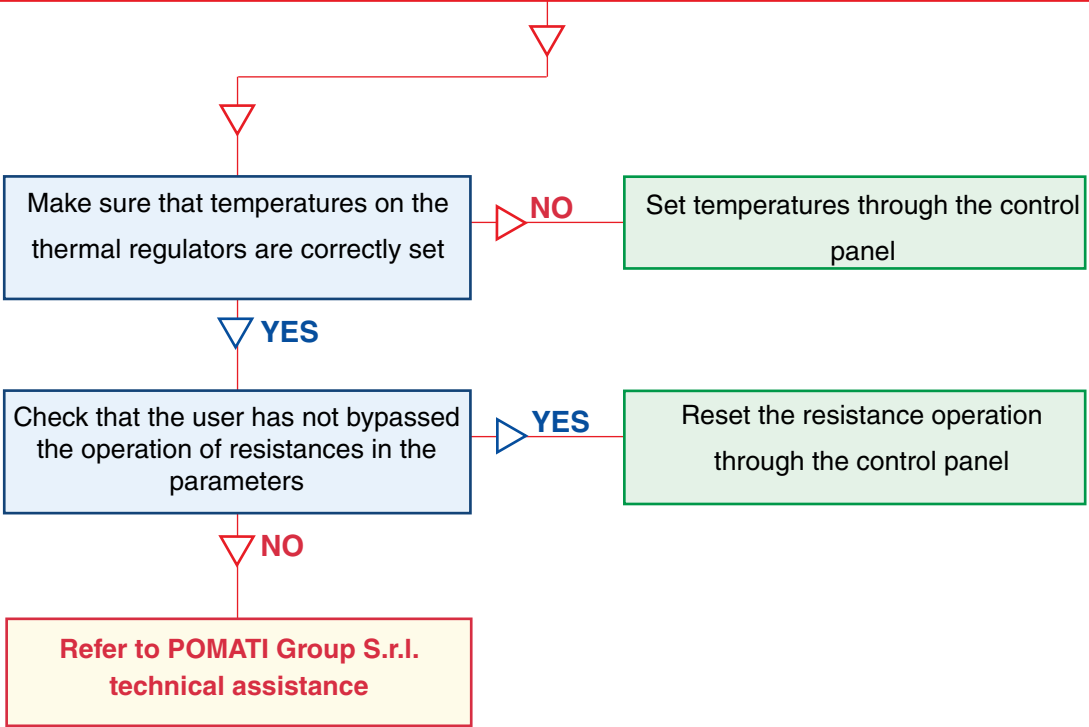 Make sure that temperatures on the
thermal regulators are correctly set
NO
Set temperatures through the control
panel
YES
Check that the user has not bypassed
the operation of resistances in the
parameters
YES
Reset the resistance operation
through the control panel
NO
Refer to POMATI Group S.r.l.
technical assistance